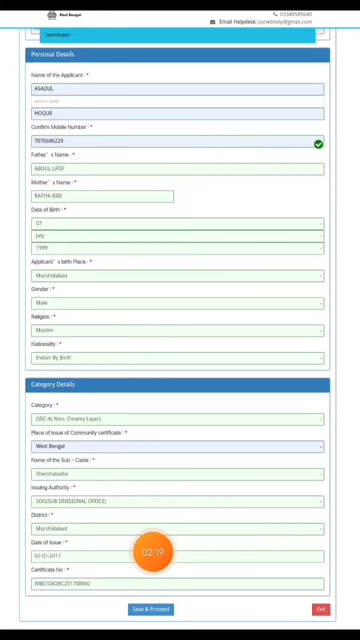 West Bengal
03340585640
Email Helpdesk: pscwbhelp@gmail.com
Commission
Personal Details
Name of the Applicant : *
ASADUL
MIDDLE NAME
HOQUE
Confirm Mobile Number : *
7076686220
Father's Name : *
ABDUL LATIF
Mother's Name : *
RAFIYA BIBI
Date of Birth : *
07
July
1999
Applicant's birth Place : *
Murshidabad
Gender : *
Male
Religion : *
Muslim
Nationality : *
Indian By Birth
Category Details
Category : *
OBC-A( Non- Creamy Layer)
Place of issue of Community certificate : *
West Bengal
Name of the Sub - Caste : *
Shershabadia
Issuing Authority : *
SDO(SUB DIVISIONAL OFFICE)
District : *
Murshidabad
Date of Issue : *
02-01-2017
02:19
Certificate No : *
WB0704OBC201700060
Save & Proceed
Exit